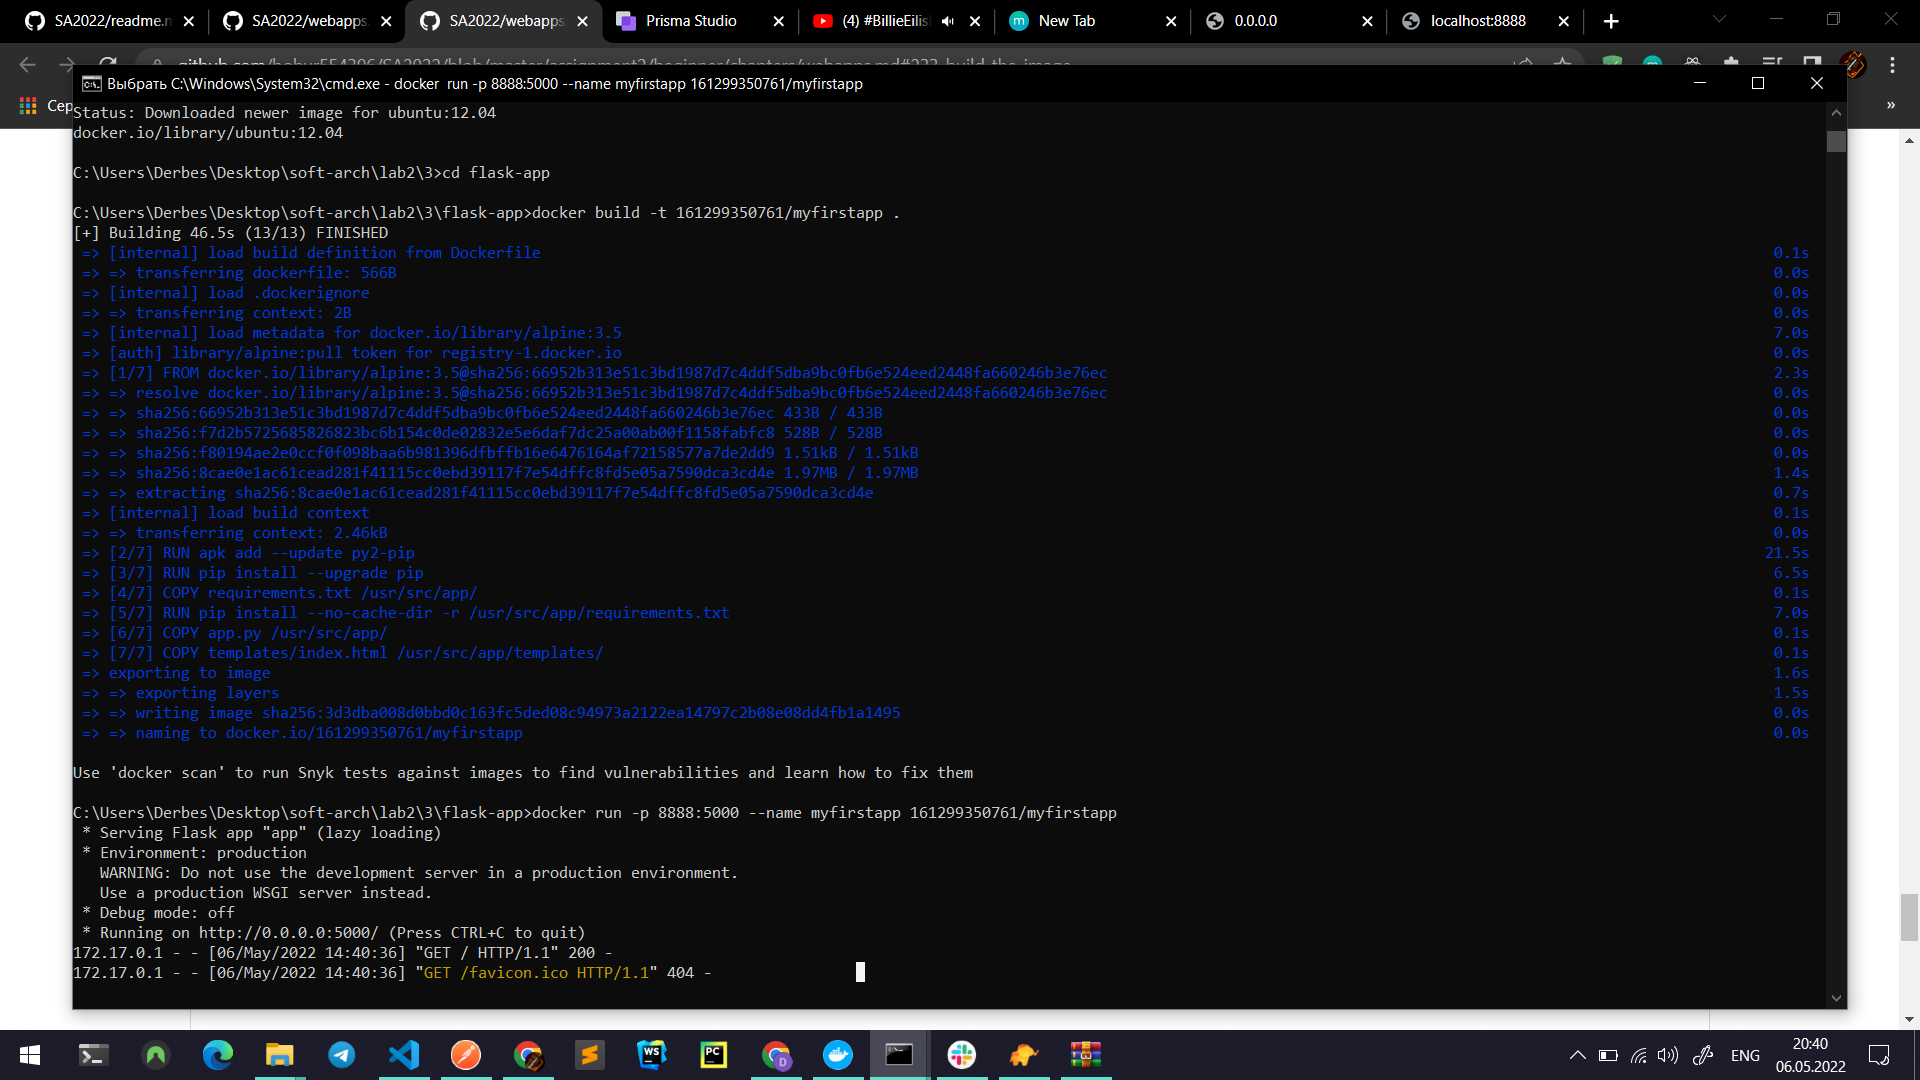 SA2022/readme.m
SA2022/webapps.
SA2022/webapps
Prisma Studio
(4) #BillieEilis
New Tab
0.0.0.0
localhost:8888
Сер
Выбрать C:\Windows\System32\cmd.exe - docker run -p 8888:5000 --name myfirstapp 161299350761/myfirstapp
Status: Downloaded newer image for ubuntu:12.04
docker.io/library/ubuntu:12.04
C:\Users\Derbes\Desktop\soft-arch\lab2\3>cd flask-app
C:\Users\Derbes\Desktop\soft-arch\lab2\3\flask-app>docker build -t 161299350761/myfirstapp .
[+] Building 46.5s (13/13) FINISHED
=> [internal] load build definition from Dockerfile 0.1s
=> => transferring dockerfile: 566B 0.0s
=> [internal] load .dockerignore 0.0s
=> => transferring context: 2B 0.0s
=> [internal] load metadata for docker.io/library/alpine:3.5 7.0s
=> [auth] library/alpine:pull token for registry-1.docker.io 0.0s
=> [1/7] FROM docker.io/library/alpine:3.5@sha256:66952b313e51c3bd1987d7c4ddf5dba9bc0fb6e524eed2448fa660246b3e76ec 2.3s
=> => resolve docker.io/library/alpine:3.5@sha256:66952b313e51c3bd1987d7c4ddf5dba9bc0fb6e524eed2448fa660246b3e76ec 0.0s
=> => sha256:66952b313e51c3bd1987d7c4ddf5dba9bc0fb6e524eed2448fa660246b3e76ec 433B / 433B 0.0s
=> => sha256:f7d2b5725685826823bc6b154c0de02832e5e6daf7dc25a00ab00f1158fabfc8 528B / 528B 0.0s
=> => sha256:f80194ae2e0ccf0f098baa6b981396dfbffb16e6476164af72158577a7de2dd9 1.51kB / 1.51kB 0.0s
=> => sha256:8cae0e1ac61cead281f41115cc0ebd39117f7e54dffc8fd5e05a7590dca3cd4e 1.97MB / 1.97MB 1.4s
=> => extracting sha256:8cae0e1ac61cead281f41115cc0ebd39117f7e54dffc8fd5e05a7590dca3cd4e 0.7s
=> [internal] load build context 0.1s
=> => transferring context: 2.46kB 0.0s
=> [2/7] RUN apk add --update py2-pip 21.5s
=> [3/7] RUN pip install --upgrade pip 6.5s
=> [4/7] COPY requirements.txt /usr/src/app/ 0.1s
=> [5/7] RUN pip install --no-cache-dir -r /usr/src/app/requirements.txt 7.0s
=> [6/7] COPY app.py /usr/src/app/ 0.1s
=> [7/7] COPY templates/index.html /usr/src/app/templates/ 0.1s
=> exporting to image 1.6s
=> => exporting layers 1.5s
=> => writing image sha256:3d3dba008d0bbd0c163fc5ded08c94973a2122ea14797c2b08e08dd4fb1a1495 0.0s
=> => naming to docker.io/161299350761/myfirstapp 0.0s
Use 'docker scan' to run Snyk tests against images to find vulnerabilities and learn how to fix them
C:\Users\Derbes\Desktop\soft-arch\lab2\3\flask-app>docker run -p 8888:5000 --name myfirstapp 161299350761/myfirstapp
* Serving Flask app "app" (lazy loading)
* Environment: production
WARNING: Do not use the development server in a production environment.
Use a production WSGI server instead.
* Debug mode: off
* Running on http://0.0.0.0:5000/ (Press CTRL+C to quit)
172.17.0.1 - - [06/May/2022 14:40:36] "GET / HTTP/1.1" 200 -
172.17.0.1 - - [06/May/2022 14:40:36] "GET /favicon.ico HTTP/1.1" 404 -
ENG
20:40
06.05.2022